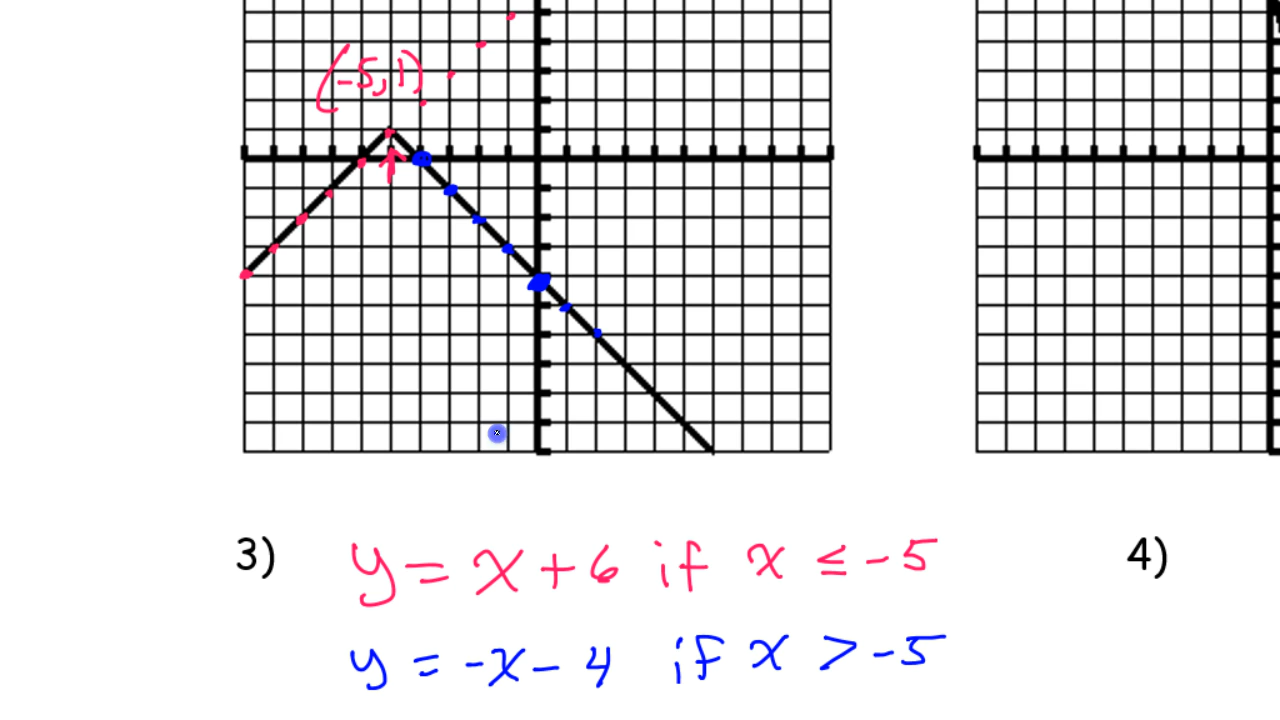 (-5,1)
3) y = x + 6 if x ≤ -5
y = -x - 4 if x > -5
4)